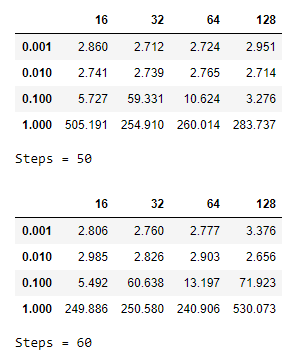 16 32 64 128
0.001 2.860 2.712 2.724 2.951
0.010 2.741 2.739 2.765 2.714
0.100 5.727 59.331 10.624 3.276
1.000 505.191 254.910 260.014 283.737
Steps = 50
16 32 64 128
0.001 2.806 2.760 2.777 3.376
0.010 2.985 2.826 2.903 2.656
0.100 5.492 60.638 13.197 71.923
1.000 249.886 250.580 240.906 530.073
Steps = 60